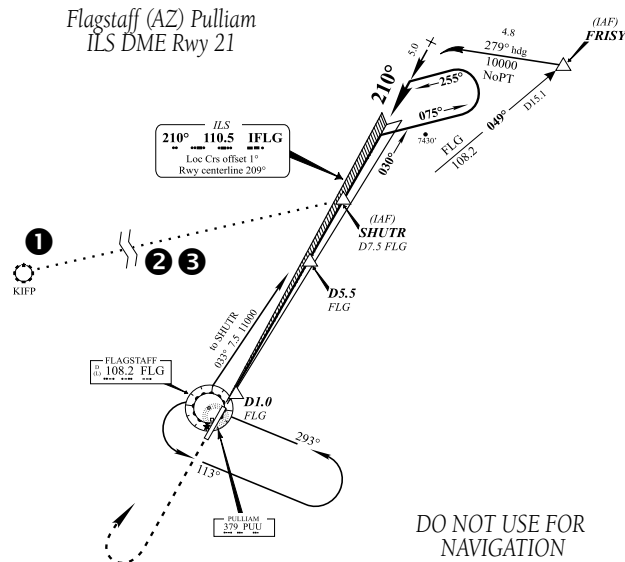 Flagstaff (AZ) Pulliam
ILS DME Rwy 21
4.8
279° hdg
10000
NoPT
(IAF)
FRISY
5.0
210°
255°
075°
7430'
030°
FLG
108.2
049°
D15.1
ILS
210° 110.5 IFLG
Loc Crs offset 1°
Rwy centerline 209°
(IAF)
SHUTR
D7.5 FLG
1
2 3
KIFP
D5.5
FLG
to SHUTR
033° 7.5 11000
FLAGSTAFF
D
(L) 108.2 FLG
D1.0
FLG
293°
113°
PULLIAM
379 PUU
DO NOT USE FOR
NAVIGATION